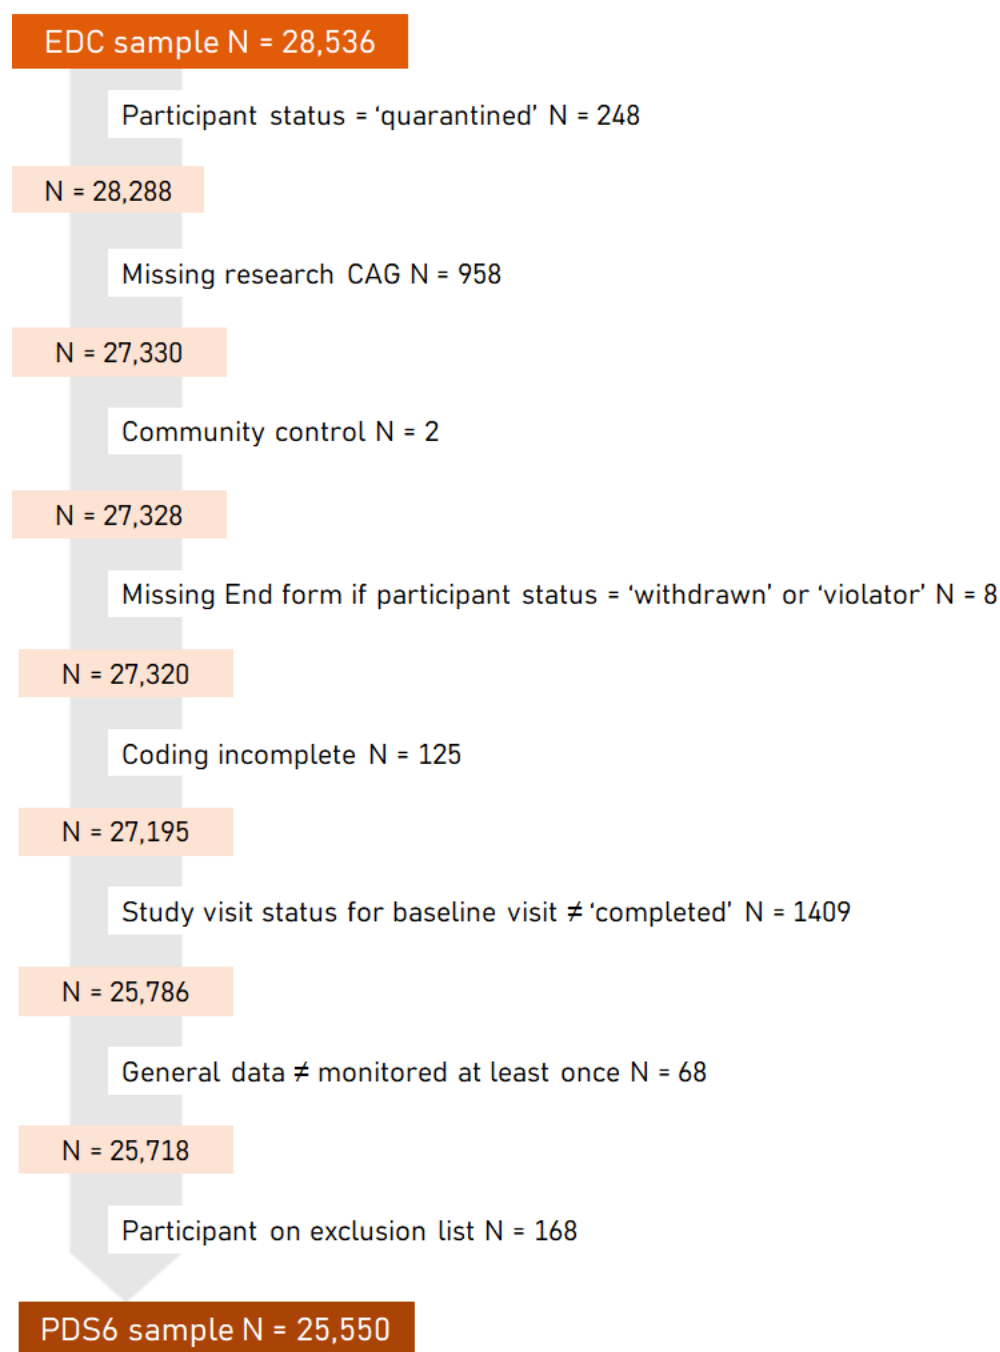 EDC sample N = 28,536
Participant status = ‘quarantined’ N = 248
N = 28,288
Missing research CAG N = 958
N = 27,330
Community control N = 2
N = 27,328
Missing End form if participant status = ‘withdrawn’ or ‘violator’ N = 8
N = 27,320
Coding incomplete N = 125
N = 27,195
Study visit status for baseline visit ≠ ‘completed’ N = 1409
N = 25,786
General data ≠ monitored at least once N = 68
N = 25,718
Participant on exclusion list N = 168
PDS6 sample N = 25,550